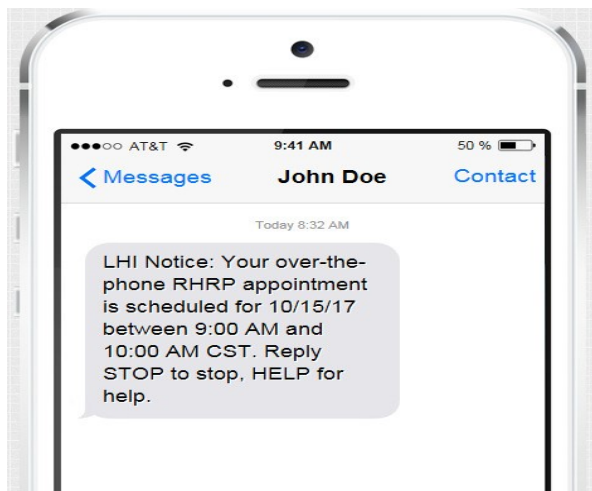 ●●●○○ AT&T 9:41 AM 50 %
Messages John Doe Contact
Today 8:32 AM
LHI Notice: Your over-the-
phone RHRP appointment
is scheduled for 10/15/17
between 9:00 AM and
10:00 AM CST. Reply
STOP to stop, HELP for
help.